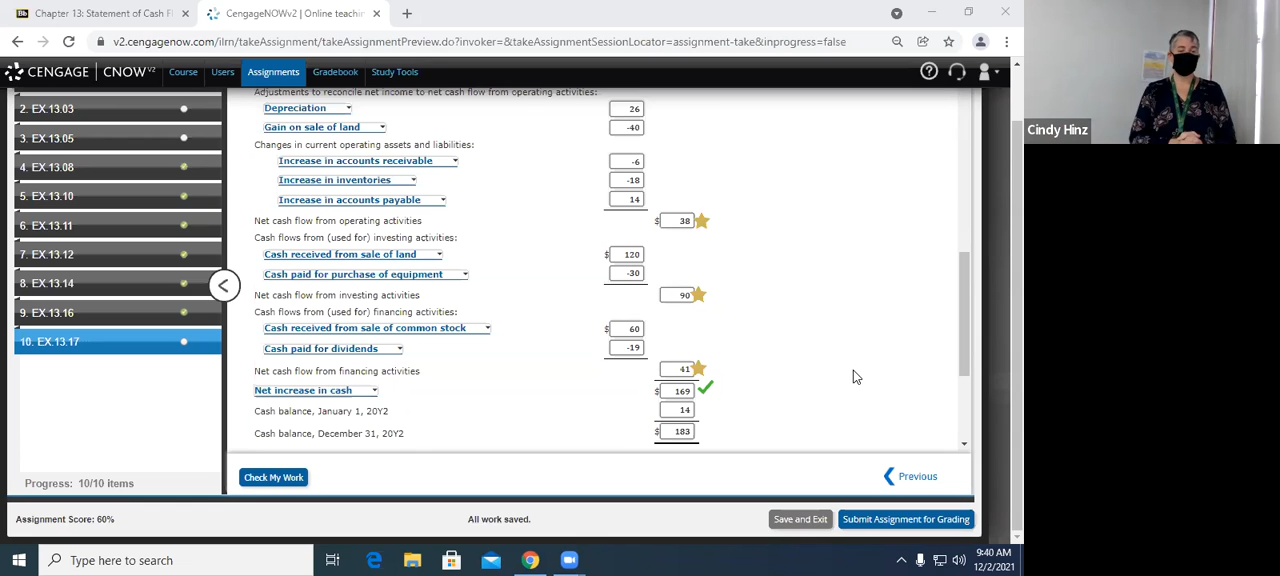 Chapter 13: Statement of Cash F
CengageNOWv2 | Online teachin
v2.cengagenow.com/ilrn/takeAssignment/takeAssignmentPreview.do?invoker=&takeAssignmentSessionLocator=assignment-take&inprogress=false
CENGAGE | CNOWV2 Course Users Assignments Gradebook Study Tools
2. EX.13.03
3. EX.13.05
4. EX.13.08
5. EX.13.10
6. EX.13.11
7. EX.13.12
8. EX.13.14
9. EX.13.16
10. EX.13.17
Progress: 10/10 items
Adjustments to reconcile net income to net cash flow from operating activities:
Depreciation 26
Gain on sale of land -40
Changes in current operating assets and liabilities:
Increase in accounts receivable -6
Increase in inventories -18
Increase in accounts payable 14
Net cash flow from operating activities $ 38
Cash flows from (used for) investing activities:
Cash received from sale of land $ 120
Cash paid for purchase of equipment -30
Net cash flow from investing activities 90
Cash flows from (used for) financing activities:
Cash received from sale of common stock $ 60
Cash paid for dividends -19
Net cash flow from financing activities 41
Net increase in cash $ 169
Cash balance, January 1, 20Y2 14
Cash balance, December 31, 20Y2 $ 183
Check My Work Previous
Assignment Score: 60% All work saved. Save and Exit Submit Assignment for Grading
Type here to search
9:40 AM
12/2/2021
Cindy Hinz